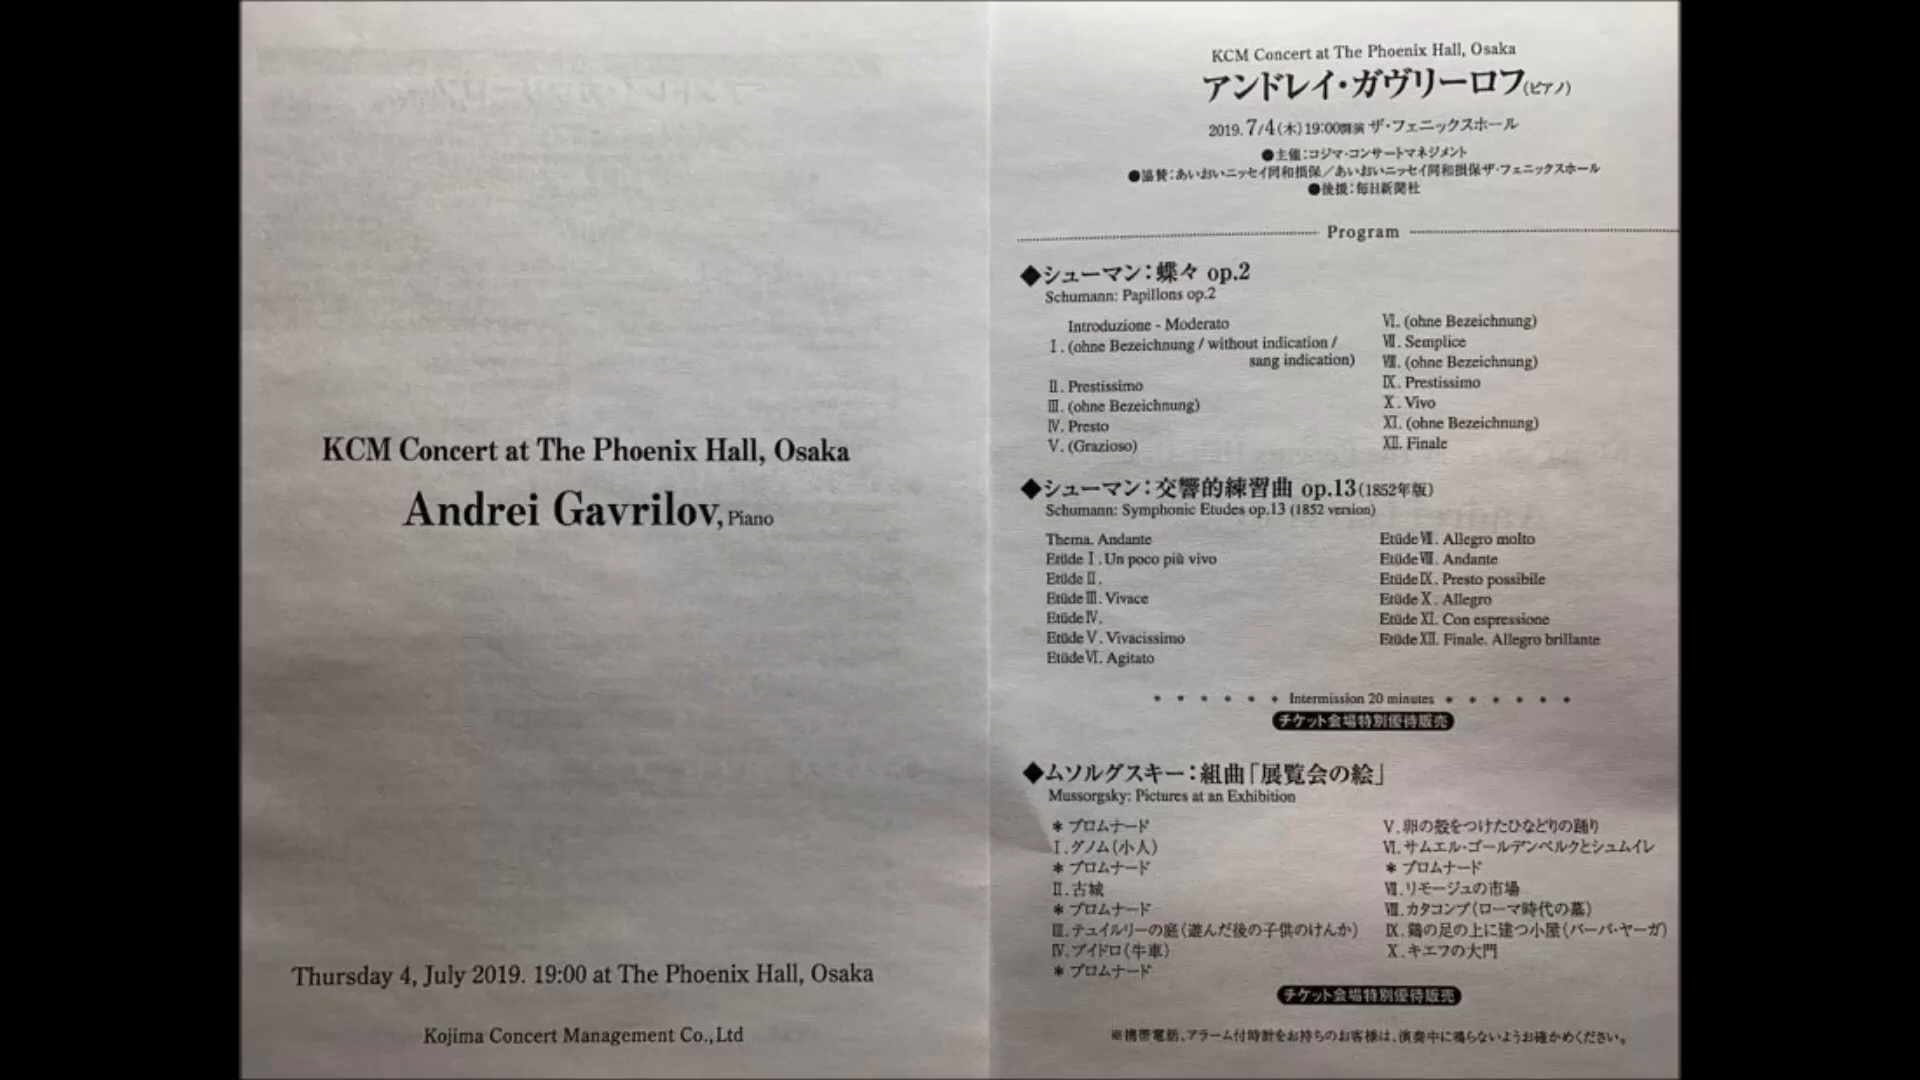 KCM Concert at The Phoenix Hall, Osaka
Andrei Gavrilov, Piano
Thursday 4, July 2019. 19:00 at The Phoenix Hall, Osaka
Kojima Concert Management Co.,Ltd
KCM Concert at The Phoenix Hall, Osaka
アンドレイ・ガヴリーロフ(ピアノ)
2019. 7/4(木)19:00開演 ザ・フェニックスホール
●主催:コジマ・コンサートマネジメント
●協賛:あいおいニッセイ同和損保/あいおいニッセイ同和損保ザ・フェニックスホール
●後援:毎日新聞社
Program
◆シューマン:蝶々 op.2
Schumann: Papillons op.2
Introduzione - Moderato
Ⅰ. (ohne Bezeichnung / without indication /
sang indication)
Ⅱ. Prestissimo
Ⅲ. (ohne Bezeichnung)
Ⅳ. Presto
Ⅴ. (Grazioso)
Ⅵ. (ohne Bezeichnung)
Ⅶ. Semplice
Ⅷ. (ohne Bezeichnung)
Ⅸ. Prestissimo
Ⅹ. Vivo
Ⅺ. (ohne Bezeichnung)
Ⅻ. Finale
◆シューマン:交響的練習曲 op.13(1852年版)
Schumann: Symphonic Etudes op.13 (1852 version)
Thema. Andante
Etüde Ⅰ. Un poco più vivo
Etüde Ⅱ.
Etüde Ⅲ. Vivace
Etüde Ⅳ.
Etüde Ⅴ. Vivacissimo
Etüde Ⅵ. Agitato
Etüde Ⅶ. Allegro molto
Etüde Ⅷ. Andante
Etüde Ⅸ. Presto possibile
Etüde Ⅹ. Allegro
Etüde Ⅺ. Con espressione
Etüde Ⅻ. Finale. Allegro brillante
* * * * * * Intermission 20 minutes * * * * * *
チケット会場特別優待販売
◆ムソルグスキー:組曲「展覧会の絵」
Mussorgsky: Pictures at an Exhibition
* プロムナード
Ⅰ.グノム(小人)
* プロムナード
Ⅱ.古城
* プロムナード
Ⅲ.テュイルリーの庭(遊んだ後の子供のけんか)
Ⅳ.ブイドロ(牛車)
* プロムナード
Ⅴ.卵の殻をつけたひなどりの踊り
Ⅵ.サムエル・ゴールデンベルクとシュムイレ
* プロムナード
Ⅶ.リモージュの市場
Ⅷ.カタコンブ(ローマ時代の墓)
Ⅸ.鶏の足の上に建つ小屋(バーバ・ヤーガ)
Ⅹ.キエフの大門
チケット会場特別優待販売
※携帯電話、アラーム付時計をお持ちのお客様は、演奏中に鳴らないようお確かめください。